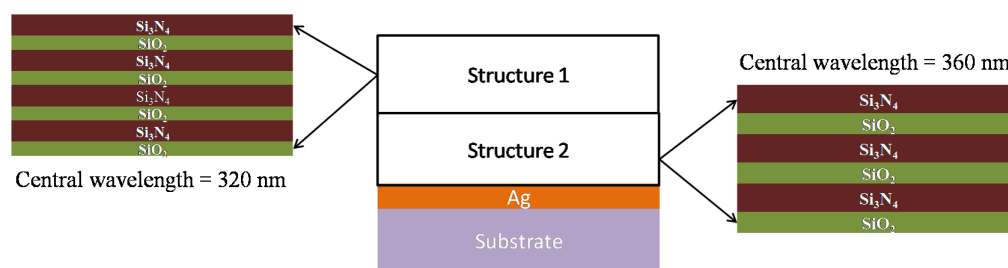 Si₃N₄
SiO₂
Si₃N₄
SiO₂
Si₃N₄
SiO₂
Si₃N₄
SiO₂
Central wavelength = 320 nm
Structure 1
Structure 2
Ag
Substrate
Central wavelength = 360 nm
Si₃N₄
SiO₂
Si₃N₄
SiO₂
Si₃N₄
SiO₂